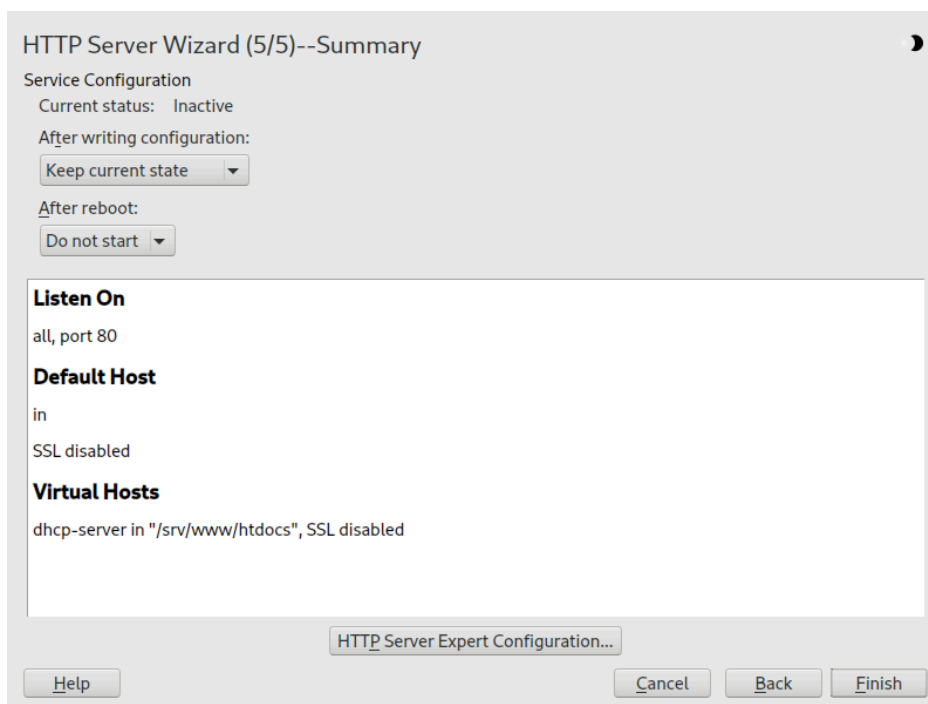 HTTP Server Wizard (5/5)--Summary
Service Configuration
Current status: Inactive
After writing configuration:
Keep current state
After reboot:
Do not start
Listen On
all, port 80
Default Host
in
SSL disabled
Virtual Hosts
dhcp-server in "/srv/www/htdocs", SSL disabled
HTTP Server Expert Configuration...
Help Cancel Back Finish